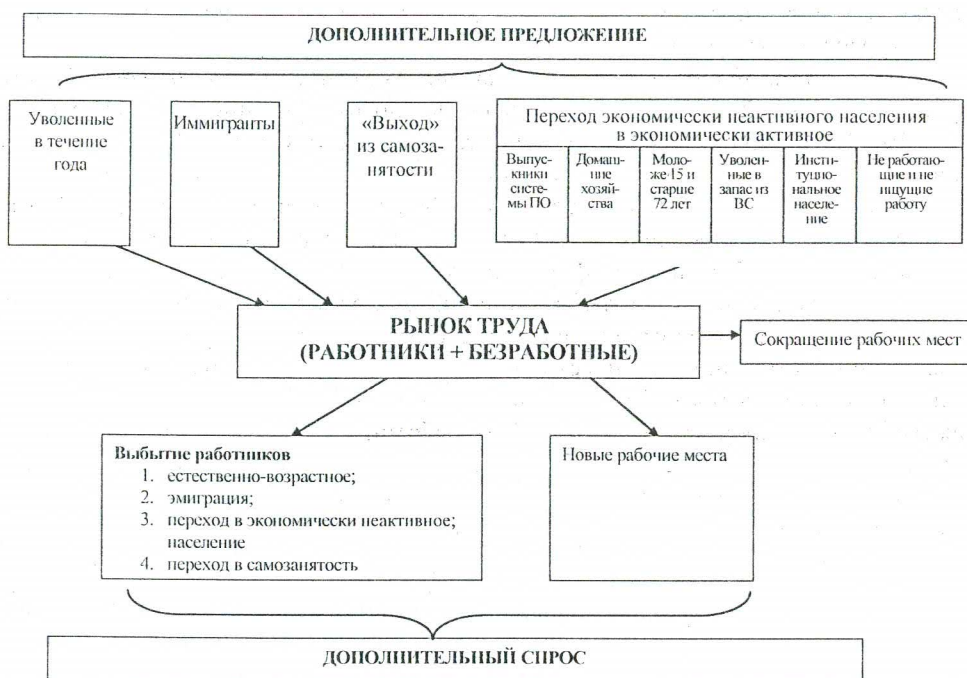 ДОПОЛНИТЕЛЬНОЕ ПРЕДЛОЖЕНИЕ
Уволенные
в течение
года
Иммигранты
«Выход»
из самоза-
нятости
Переход экономически неактивного населения
в экономически активное
Выпус-
кники
систе-
мы ПО
Домаш-
ние
хозяй-
ства
Моло-
же 15 и
старше
72 лет
Уволен-
ные в
запас из
ВС
Инсти-
туцио-
нальное
населе-
ние
Не работаю-
щие и не
ищущие
работу
РЫНОК ТРУДА
(РАБОТНИКИ + БЕЗРАБОТНЫЕ)
Сокращение рабочих мест
Выбытие работников
1. естественно-возрастное;
2. эмиграция;
3. переход в экономически неактивное;
население
4. переход в самозанятость
Новые рабочие места
ДОПОЛНИТЕЛЬНЫЙ СПРОС